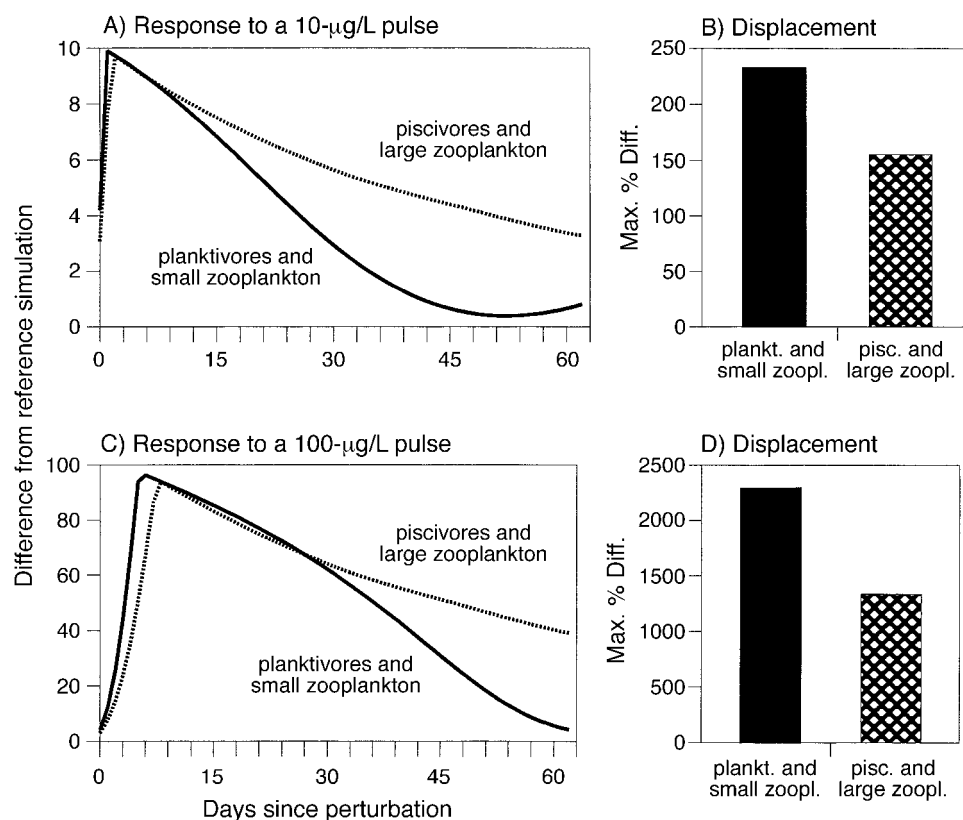 A) Response to a 10-μg/L pulse
10
8
6
4
2
0
piscivores and
large zooplankton
planktivores and
small zooplankton
0
15
30
45
60
B) Displacement
Max. % Diff.
250
200
150
100
50
0
plankt. and
small zoopl.
pisc. and
large zoopl.
Difference from reference simulation
C) Response to a 100-μg/L pulse
100
80
60
40
20
0
piscivores and
large zooplankton
planktivores and
small zooplankton
0
15
30
45
60
Days since perturbation
D) Displacement
Max. % Diff.
2500
2000
1500
1000
500
0
plankt. and
small zoopl.
pisc. and
large zoopl.